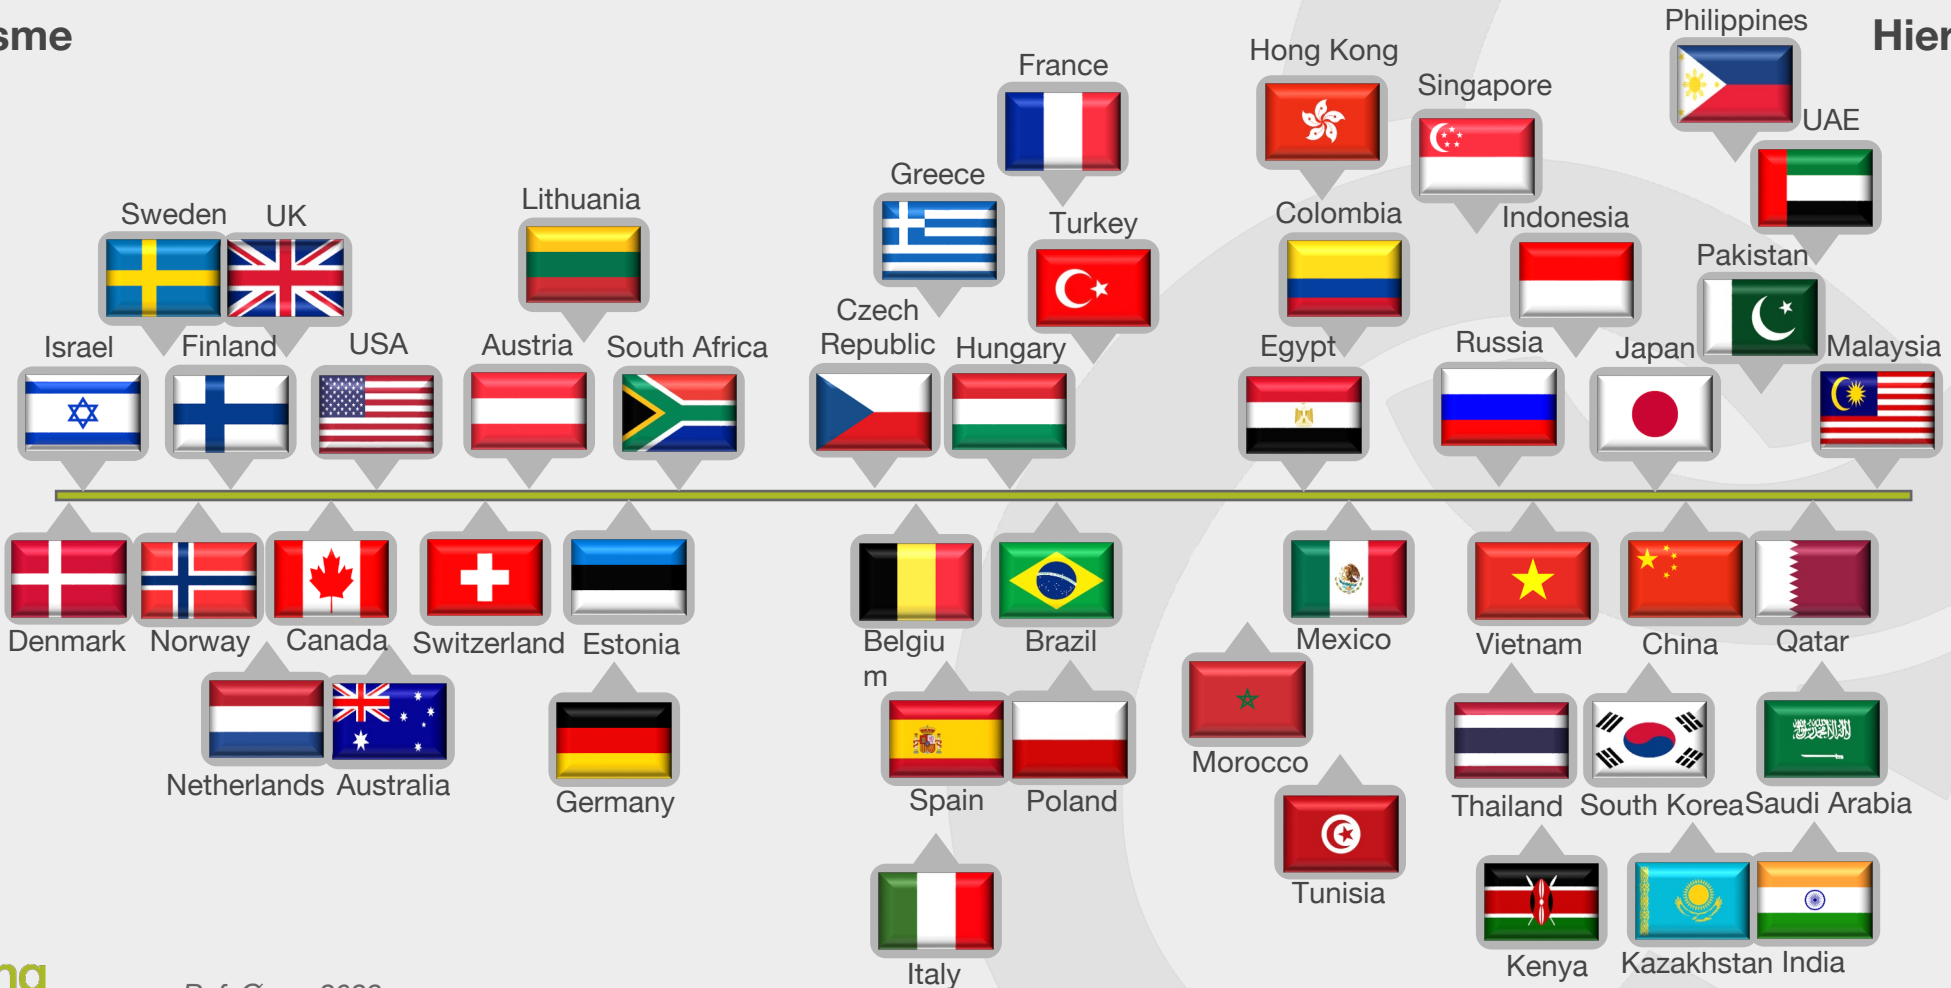 sme
Hier
Philippines
Hong Kong
France
Singapore
UAE
Greece
Lithuania
Sweden
UK
Colombia
Indonesia
Turkey
Pakistan
Czech
Republic
Israel
Finland
USA
Austria
South Africa
Hungary
Egypt
Russia
Japan
Malaysia
Denmark
Norway
Canada
Switzerland
Estonia
Belgiu
m
Brazil
Mexico
Vietnam
China
Qatar
Netherlands
Australia
Germany
Spain
Poland
Morocco
Thailand
South Korea
Saudi Arabia
Tunisia
Italy
Kenya
Kazakhstan
India
ng